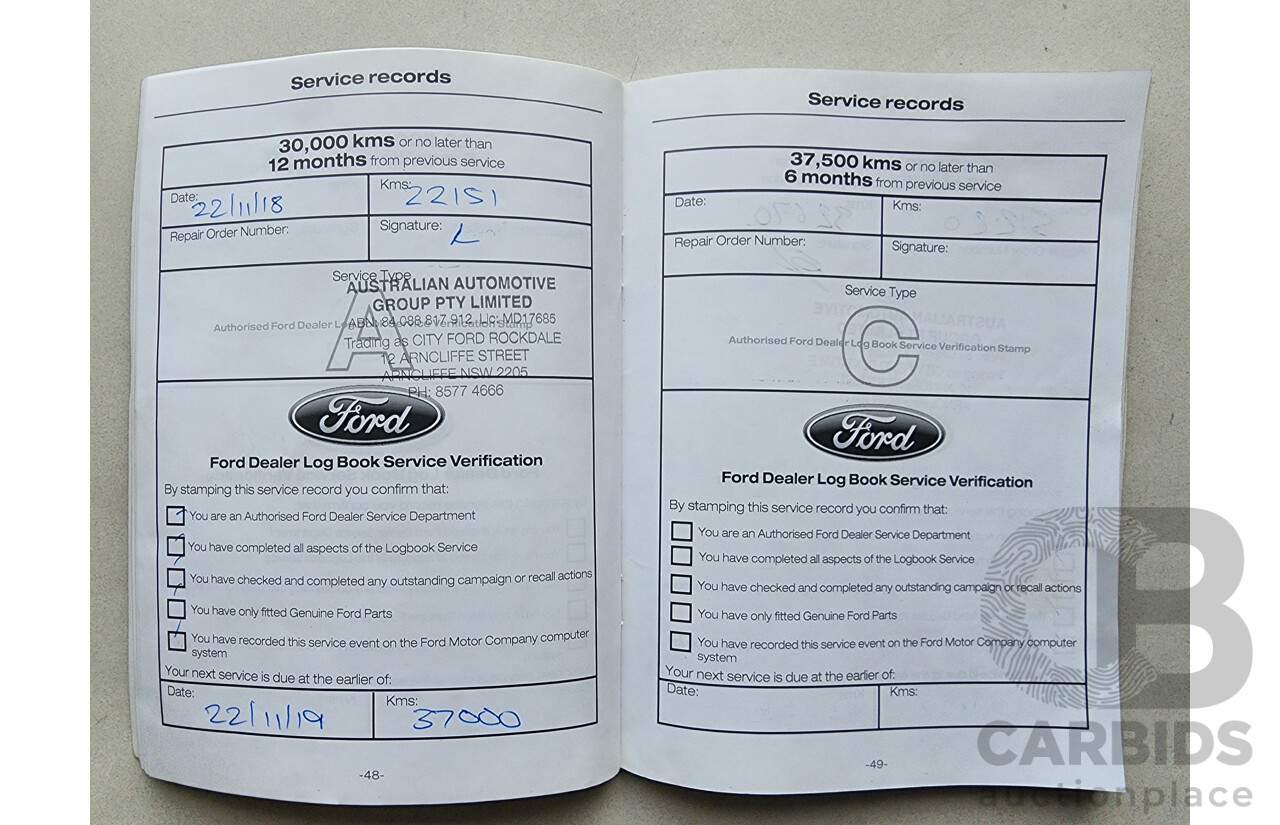 Service records
30,000 kms or no later than
12 months from previous service
Date: 22/11/18
Kms: 22151
Repair Order Number:
Signature: L
Service Type
A
Authorised Ford Dealer Log Book Service Verification Stamp
AUSTRALIAN AUTOMOTIVE
GROUP PTY LIMITED
ABN: 84 088 817 912 Lic: MD17685
Trading as CITY FORD ROCKDALE
12 ARNCLIFFE STREET
ARNCLIFFE NSW 2205
PH: 8577 4666
Ford
Ford Dealer Log Book Service Verification
By stamping this service record you confirm that:
You are an Authorised Ford Dealer Service Department
You have completed all aspects of the Logbook Service
You have checked and completed any outstanding campaign or recall actions
You have only fitted Genuine Ford Parts
You have recorded this service event on the Ford Motor Company computer
system
Your next service is due at the earlier of:
Date: 22/11/19
Kms: 37000
-48-
Service records
37,500 kms or no later than
6 months from previous service
Date:
Kms:
Repair Order Number:
Signature:
Service Type
C
Authorised Ford Dealer Log Book Service Verification Stamp
Ford
Ford Dealer Log Book Service Verification
By stamping this service record you confirm that:
You are an Authorised Ford Dealer Service Department
You have completed all aspects of the Logbook Service
You have checked and completed any outstanding campaign or recall actions
You have only fitted Genuine Ford Parts
You have recorded this service event on the Ford Motor Company computer
system
Your next service is due at the earlier of:
Date:
Kms:
-49-
CB
CARBIDS
auctionplace